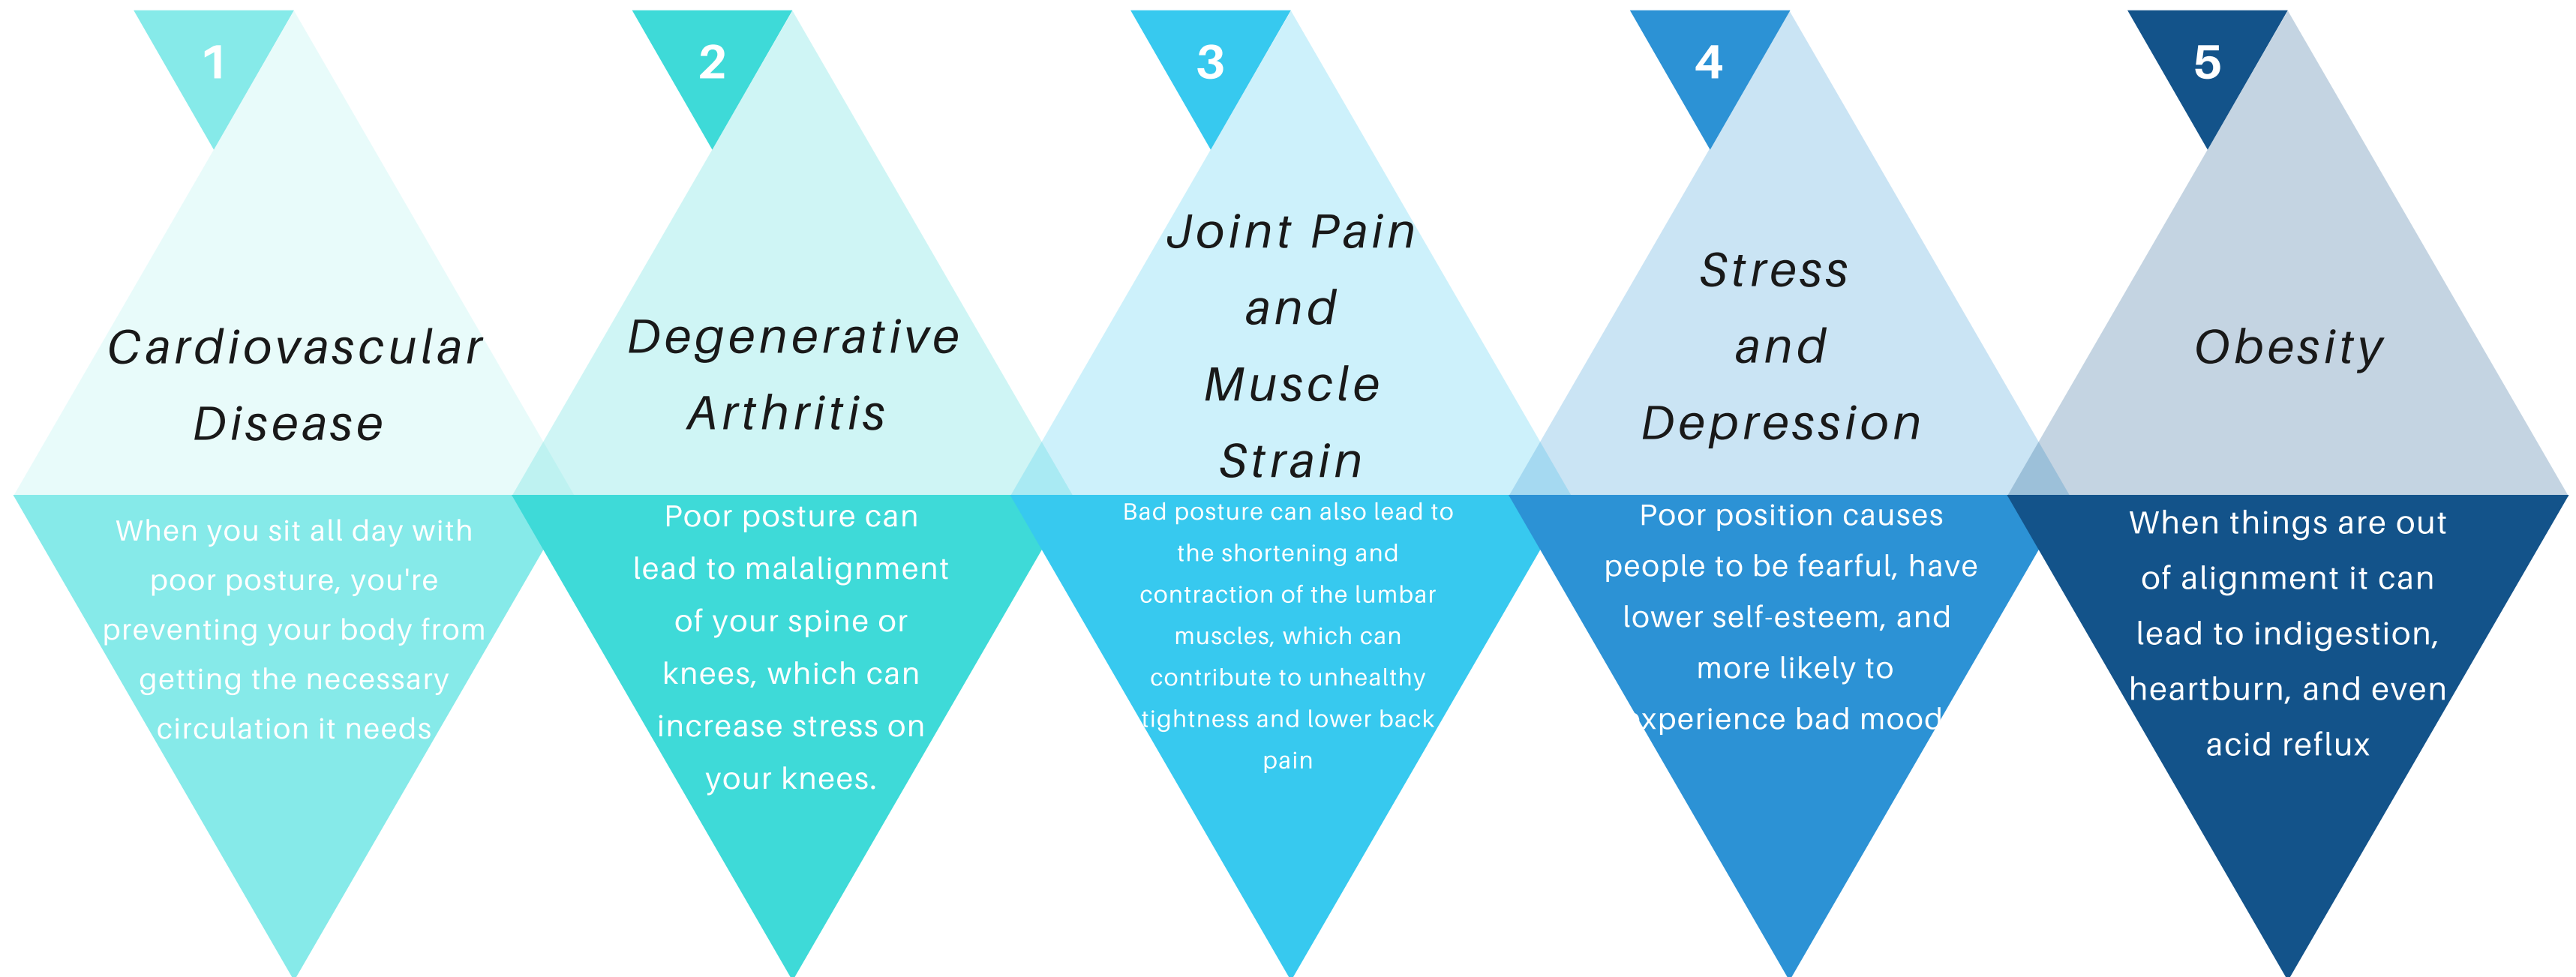 1
Cardiovascular
Disease
When you sit all day with
poor posture, you're
preventing your body from
getting the necessary
circulation it needs
2
Degenerative
Arthritis
Poor posture can
lead to malalignment
of your spine or
knees, which can
increase stress on
your knees.
3
Joint Pain
and
Muscle
Strain
Bad posture can also lead to
the shortening and
contraction of the lumbar
muscles, which can
contribute to unhealthy
tightness and lower back
pain
4
Stress
and
Depression
Poor position causes
people to be fearful, have
lower self-esteem, and
more likely to
experience bad mood
5
Obesity
When things are out
of alignment it can
lead to indigestion,
heartburn, and even
acid reflux